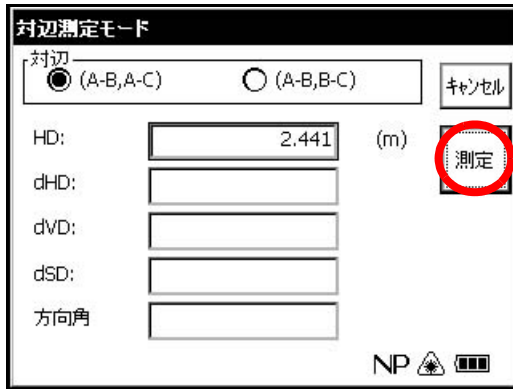 対辺測定モード
対辺
(A-B,A-C) (A-B,B-C)
キャンセル
HD: 2.441 (m)
測定
dHD:
dVD:
dSD:
方向角
NP